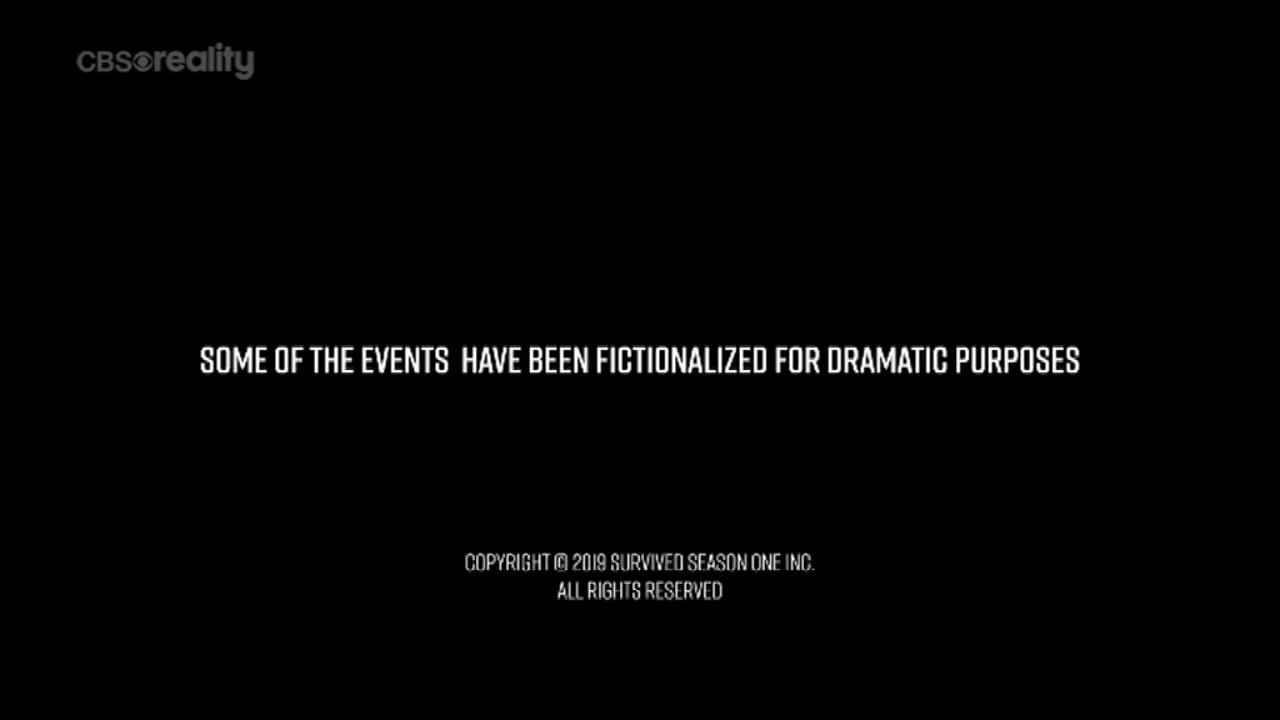 CBS reality
SOME OF THE EVENTS HAVE BEEN FICTIONALIZED FOR DRAMATIC PURPOSES
COPYRIGHT © 2019 SURVIVED SEASON ONE INC.
ALL RIGHTS RESERVED